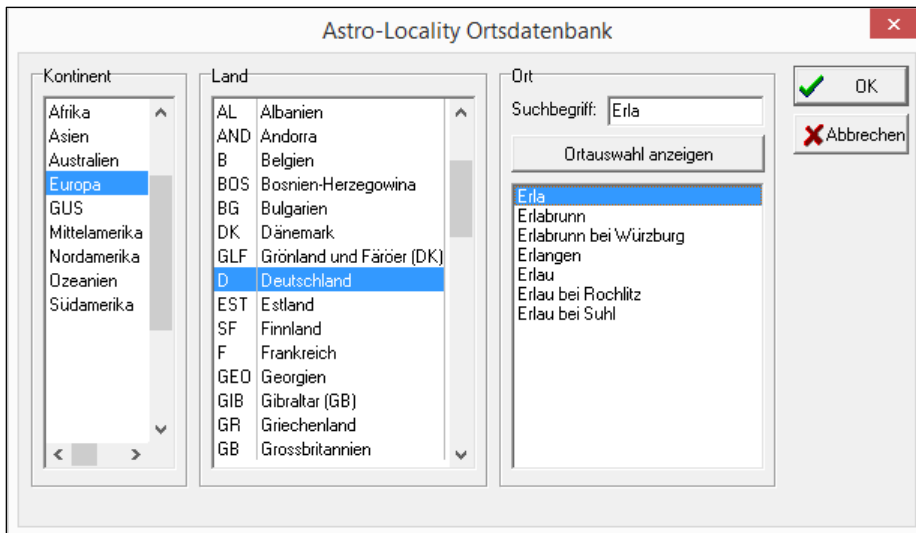 Astro-Locality Ortsdatenbank
Kontinent
Afrika
Asien
Australien
Europa
GUS
Mittelamerika
Nordamerika
Ozeanien
Südamerika
Land
AL Albanien
AND Andorra
B Belgien
BOS Bosnien-Herzegowina
BG Bulgarien
DK Dänemark
GLF Grönland und Färöer (DK)
D Deutschland
EST Estland
SF Finnland
F Frankreich
GEO Georgien
GIB Gibraltar (GB)
GR Griechenland
GB Grossbritannien
Ort
Suchbegriff: Erla
Ortauswahl anzeigen
Erla
Erlabrunn
Erlabrunn bei Würzburg
Erlangen
Erlau
Erlau bei Rochlitz
Erlau bei Suhl
OK
Abbrechen